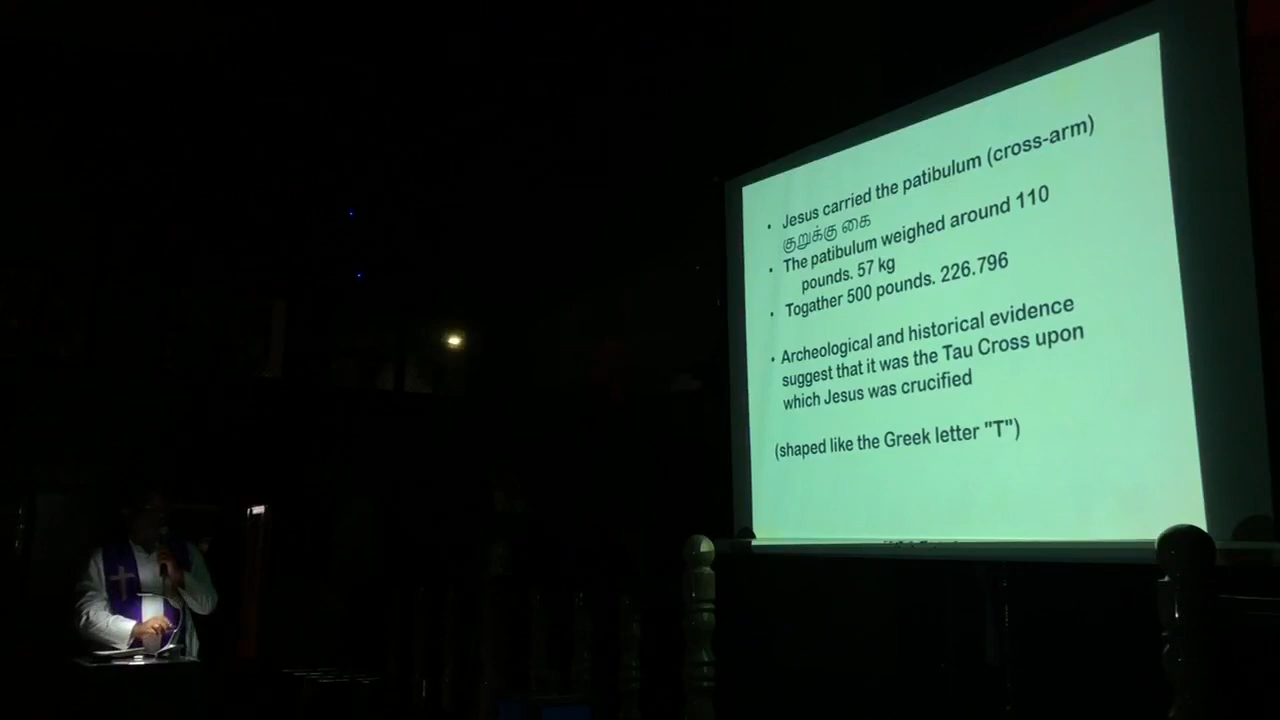 • Jesus carried the patibulum (cross-arm)
குறுக்கு கை
• The patibulum weighed around 110
pounds. 57 kg
• Togather 500 pounds. 226.796
• Archeological and historical evidence
suggest that it was the Tau Cross upon
which Jesus was crucified
(shaped like the Greek letter "T")